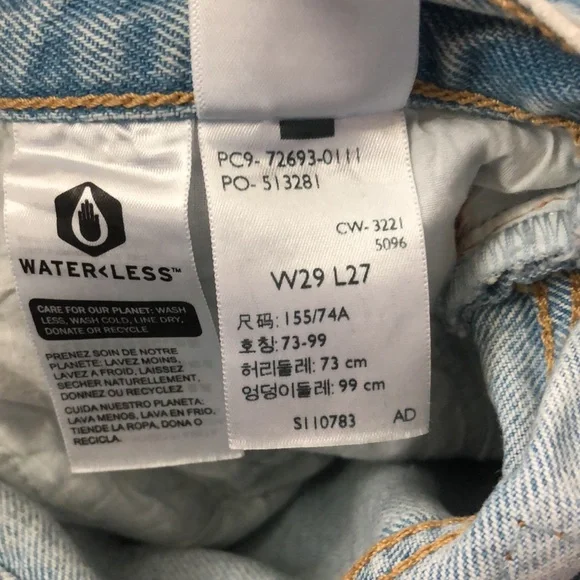 WATER<LESS™
CARE FOR OUR PLANET: WASH
LESS, WASH COLD, LINE DRY,
DONATE OR RECYCLE
PRENEZ SOIN DE NOTRE
PLANETE: LAVEZ MOINS,
LAVEZ A FROID, LAISSEZ
SECHER NATURELLEMENT,
DONNEZ OU RECYCLEZ
CUIDA NUESTRO PLANETA:
LAVA MENOS, LAVA EN FRIO,
TIENDE LA ROPA, DONA O
RECICLA.
PC9- 72693-0111
PO- 513281
CW- 3221
5096
W29 L27
尺码: 155/74A
호칭: 73-99
허리둘레: 73 cm
엉덩이둘레: 99 cm
S110783 AD